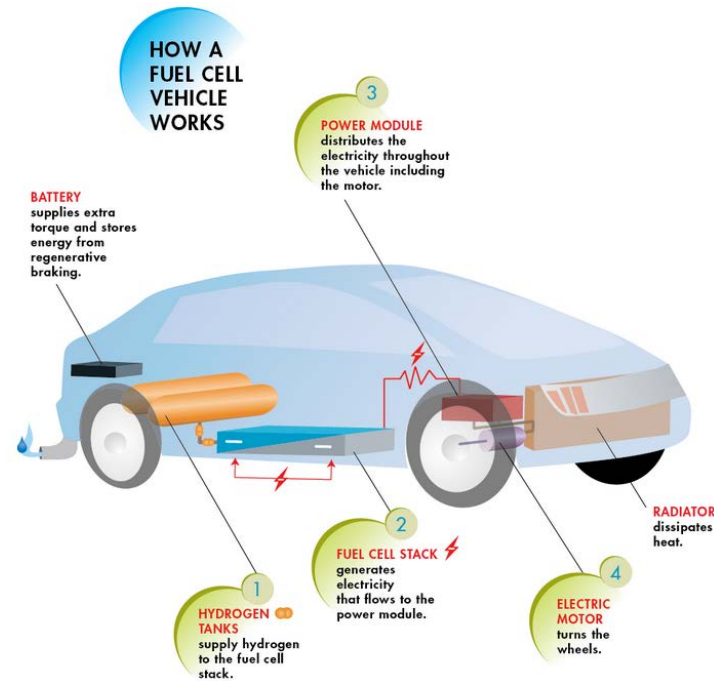 HOW A
FUEL CELL
VEHICLE
WORKS
3
POWER MODULE
distributes the
electricity throughout
the vehicle including
the motor.
BATTERY
supplies extra
torque and stores
energy from
regenerative
braking.
RADIATOR
dissipates
heat.
2
FUEL CELL STACK
generates
electricity
that flows to the
power module.
4
ELECTRIC
MOTOR
turns the
wheels.
1
HYDROGEN
TANKS
supply hydrogen
to the fuel cell
stack.